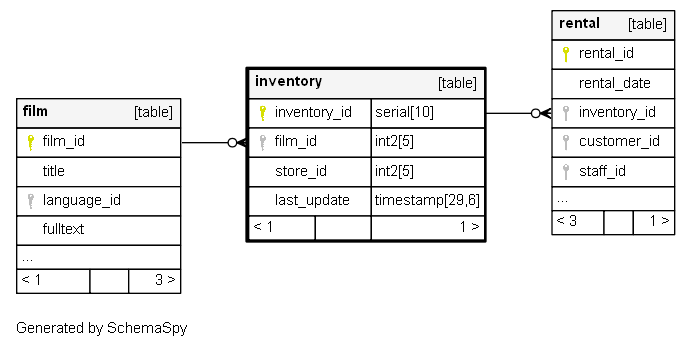 film [table]
film_id
title
language_id
fulltext
...
< 1 3 >
inventory [table]
inventory_id serial[10]
film_id int2[5]
store_id int2[5]
last_update timestamp[29,6]
< 1 1 >
rental [table]
rental_id
rental_date
inventory_id
customer_id
staff_id
...
< 3 1 >
Generated by SchemaSpy